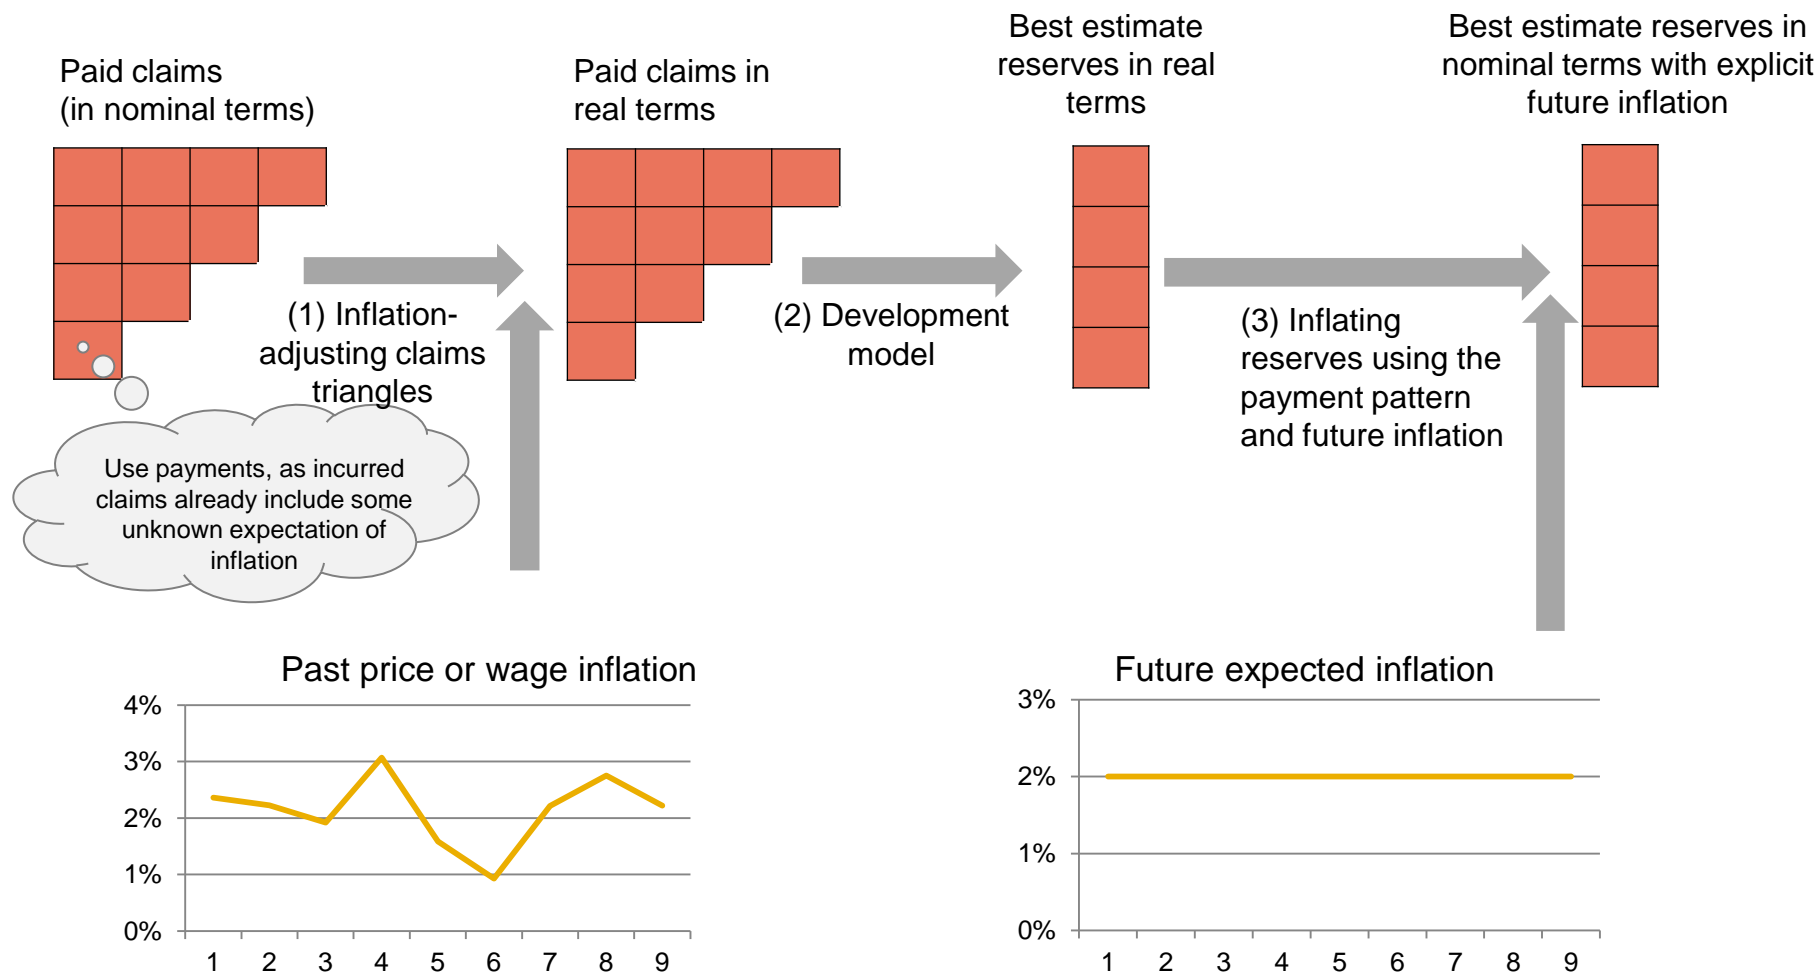 Paid claims
(in nominal terms)
Paid claims in
real terms
Best estimate
reserves in real
terms
Best estimate reserves in
nominal terms with explicit
future inflation
(1) Inflation-
adjusting claims
triangles
(2) Development
model
(3) Inflating
reserves using the
payment pattern
and future inflation
Use payments, as incurred
claims already include some
unknown expectation of
inflation
Past price or wage inflation
4%
3%
2%
1%
0%
1 2 3 4 5 6 7 8 9
Future expected inflation
3%
2%
1%
0%
1 2 3 4 5 6 7 8 9